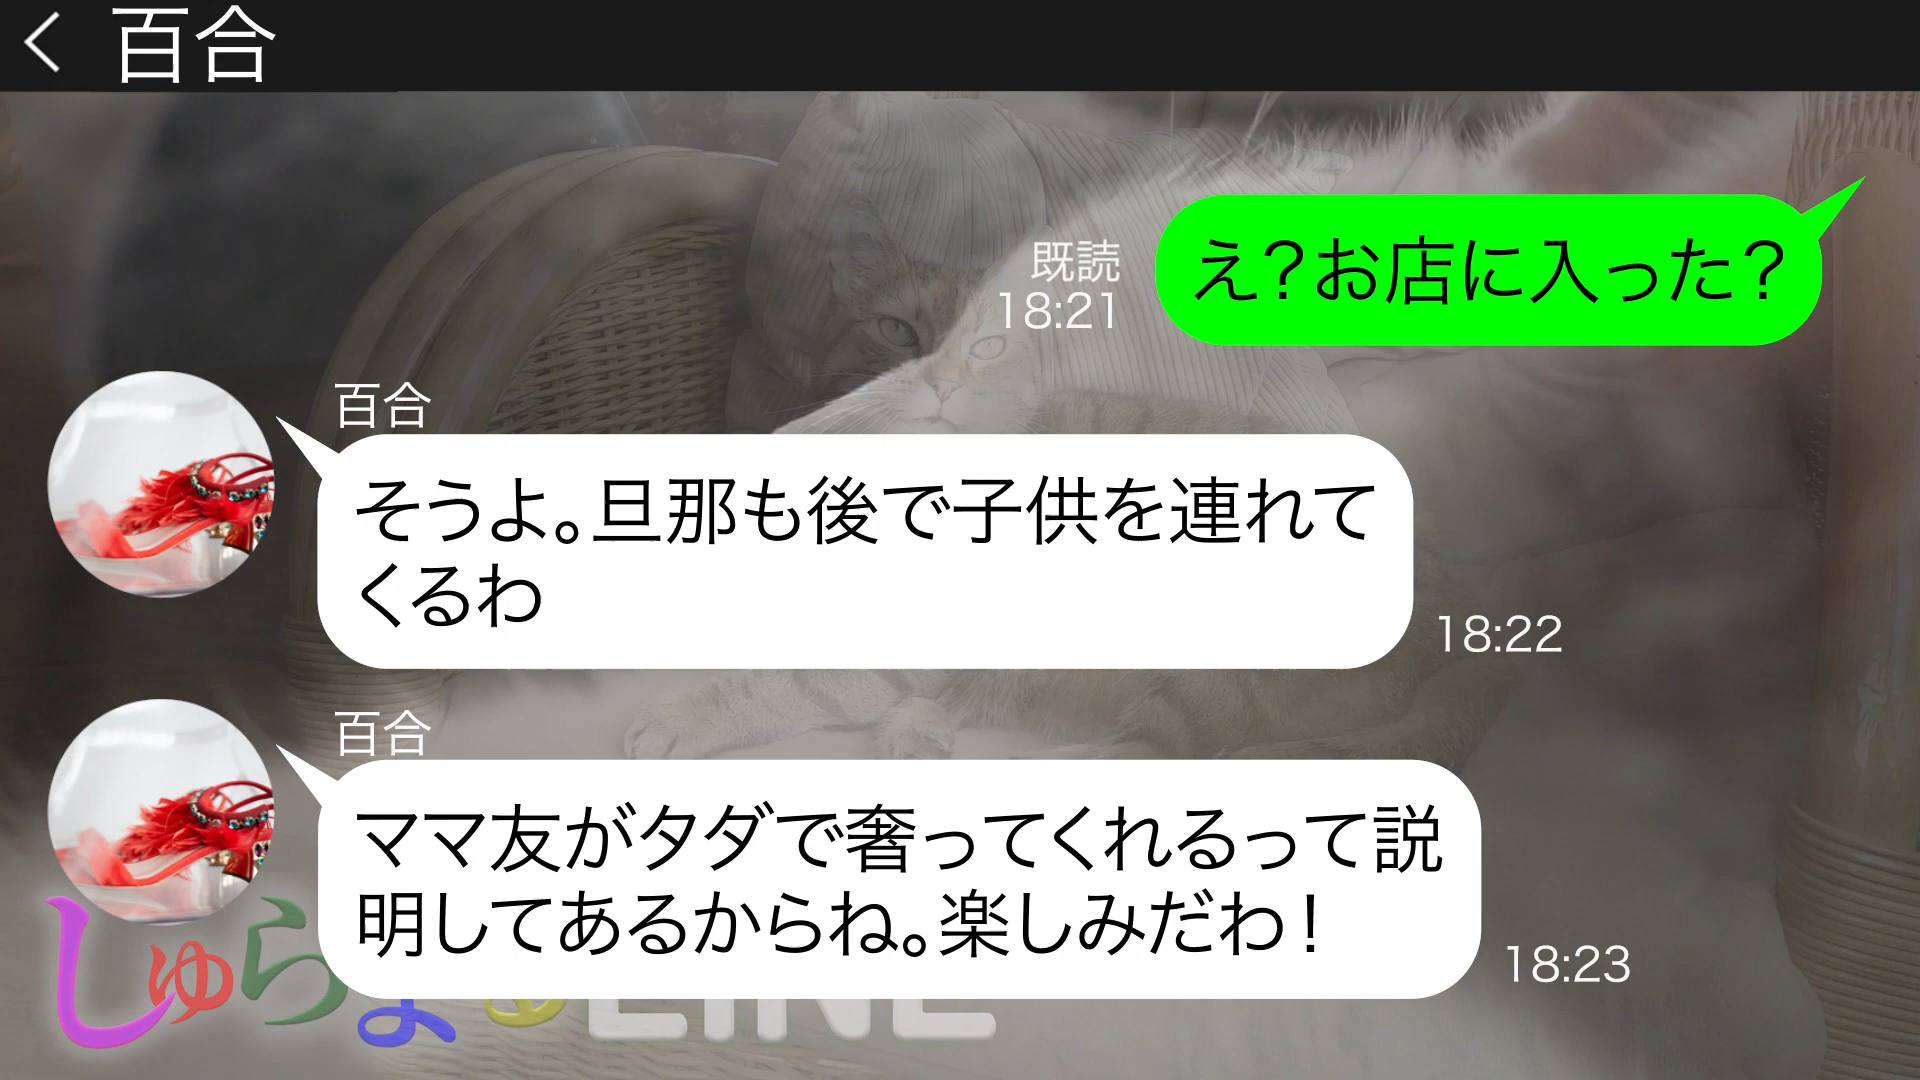 百合
え?お店に入った?
既読
18:21
百合
そうよ。旦那も後で子供を連れて
くるわ
18:22
百合
ママ友がタダで奢ってくれるって説
明してあるからね。楽しみだわ!
18:23
しゅら
LINE